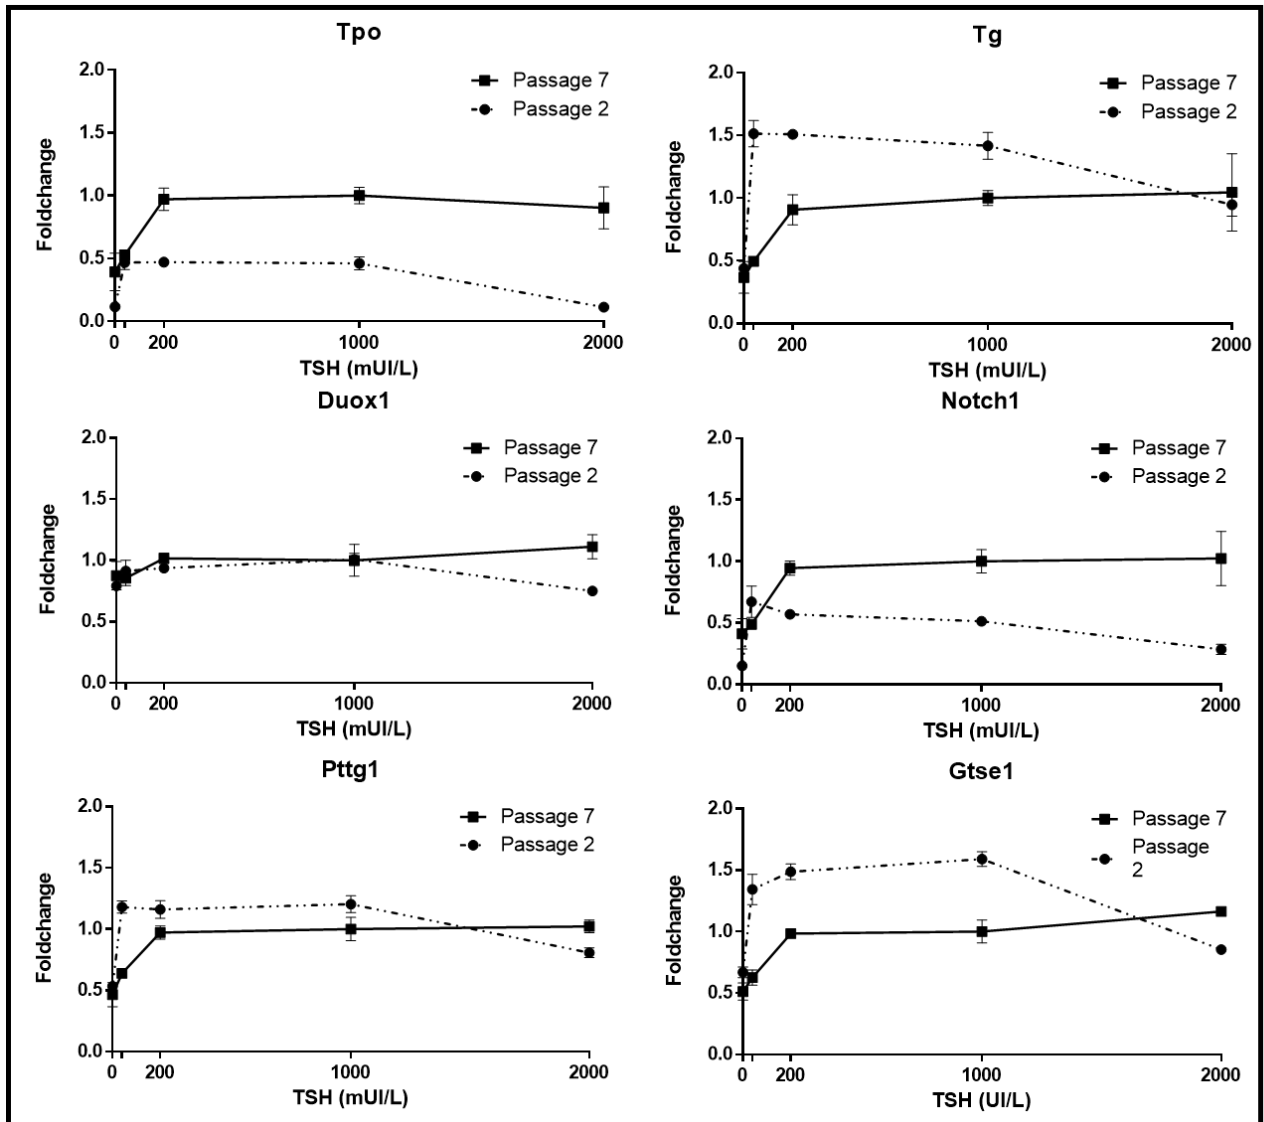 Tpo
2.0
1.5
1.0
0.5
0.0
Foldchange
Passage 7
Passage 2
0
200
1000
2000
TSH (mUI/L)
Tg
2.0
1.5
1.0
0.5
0.0
Foldchange
Passage 7
Passage 2
0
200
1000
2000
TSH (mUI/L)
Duox1
2.0
1.5
1.0
0.5
0.0
Foldchange
Passage 7
Passage 2
0
200
1000
2000
TSH (mUI/L)
Notch1
2.0
1.5
1.0
0.5
0.0
Foldchange
Passage 7
Passage 2
0
200
1000
2000
TSH (mUI/L)
Pttg1
2.0
1.5
1.0
0.5
0.0
Foldchange
Passage 7
Passage 2
0
200
1000
2000
TSH (mUI/L)
Gtse1
2.0
1.5
1.0
0.5
0.0
Foldchange
Passage 7
Passage
2
0
200
1000
2000
TSH (UI/L)